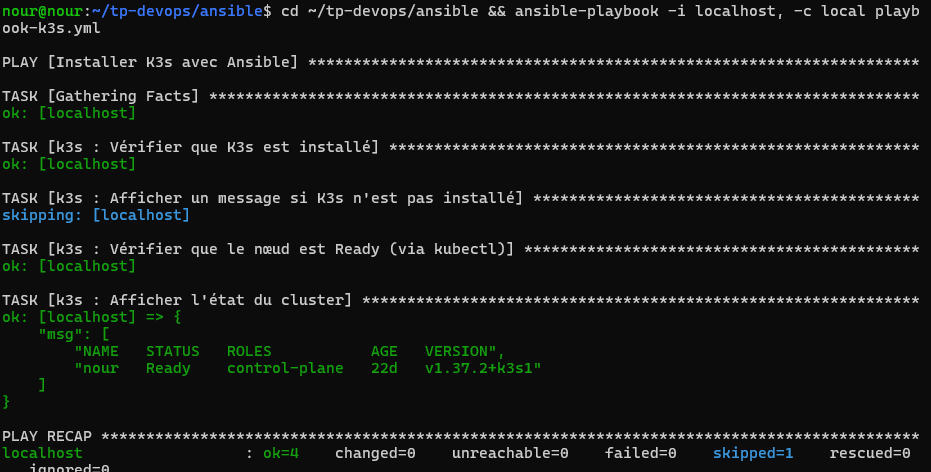 nour@nour:~/tp-devops/ansible$ cd ~/tp-devops/ansible && ansible-playbook -i localhost, -c local playb
ook-k3s.yml
PLAY [Installer K3s avec Ansible] ********************************************************************
TASK [Gathering Facts] *******************************************************************************
ok: [localhost]
TASK [k3s : Vérifier que K3s est installé] ***********************************************************
ok: [localhost]
TASK [k3s : Afficher un message si K3s n'est pas installé] *******************************************
skipping: [localhost]
TASK [k3s : Vérifier que le nœud est Ready (via kubectl)] ********************************************
ok: [localhost]
TASK [k3s : Afficher l'état du cluster] **************************************************************
ok: [localhost] => {
    "msg": [
        "NAME   STATUS   ROLES           AGE   VERSION",
        "nour   Ready    control-plane   22d   v1.37.2+k3s1"
    ]
}
PLAY RECAP *******************************************************************************************
localhost                  : ok=4    changed=0    unreachable=0    failed=0    skipped=1    rescued=0
   ignored=0